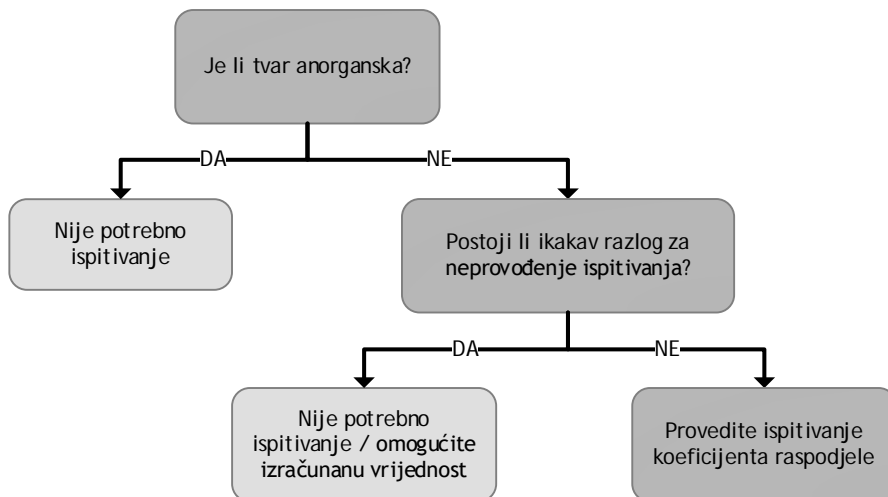 Je li tvar anorganska?
DA
NE
Nije potrebno
ispitivanje
Postoji li ikakav razlog za
neprovođenje ispitivanja?
DA
NE
Nije potrebno
ispitivanje / omogućite
izračunanu vrijednost
Provedite ispitivanje
koeficijenta raspodjele